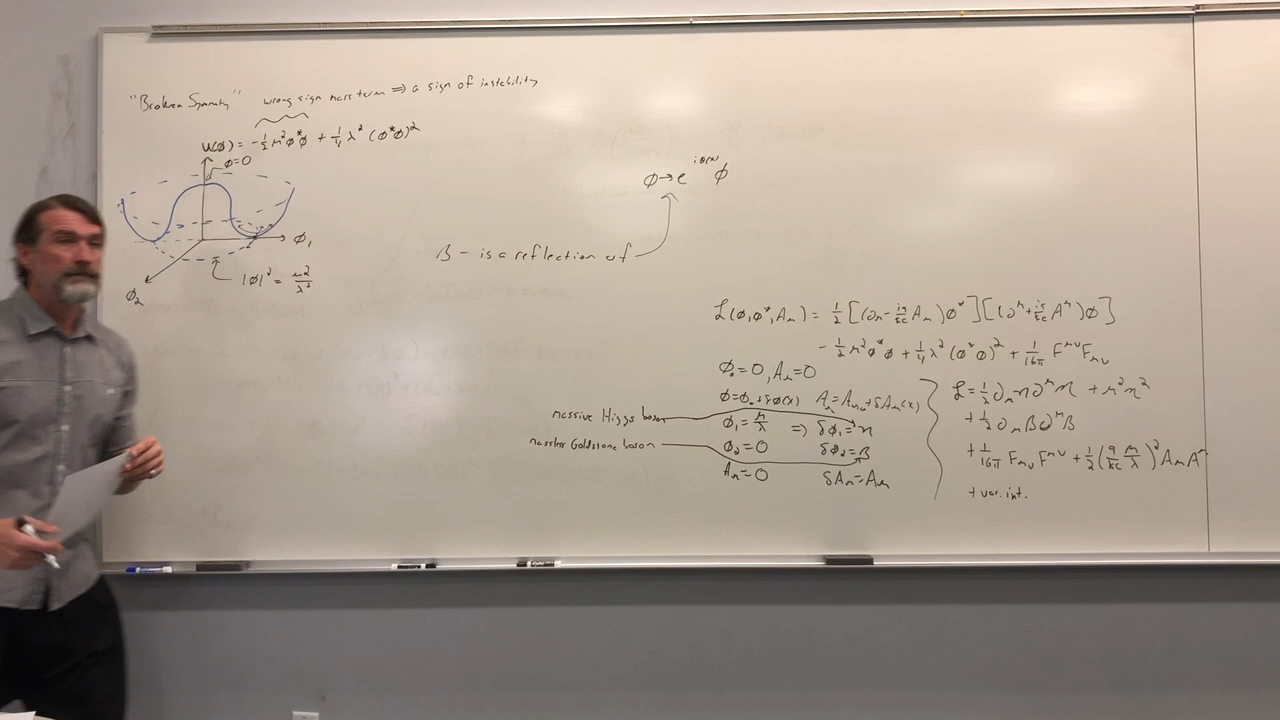 "Broken Symmetry" wrong sign mass term ⇒ a sign of instability
U(ϕ) = -½μ²ϕ*ϕ + ¼λ²(ϕ*ϕ)²
ϕ=0
ϕ₁
ϕ₂
|ϕ|² = μ²/λ²
ϕ → e^{iθ(x)} ϕ
β - is a reflection of
ℒ(ϕ,ϕ*,A_μ) = ½[(∂_μ - iq/ħc A_μ)ϕ*][(∂^μ + iq/ħc A^μ)ϕ]
-½μ²ϕ*ϕ + ¼λ²(ϕ*ϕ)² + 1/16π F^{μν}F_{μν}
ϕ₀=0, A_μ=0
ϕ=ϕ₀+δϕ(x) A_μ=A_{μ,0}+δA_μ(x)
massive Higgs boson
ϕ₁=μ/λ ⇒ δϕ₁=η
massless Goldstone boson
ϕ₂=0 δϕ₂=β
A_μ=0 δA_μ=A_μ
ℒ=½∂_μη∂^μη + μ²η²
+½∂_μβ∂^μβ
+1/16π F_{μν}F^{μν} + ½(q/ħc μ/λ)² A_μA^μ
+ var. int.